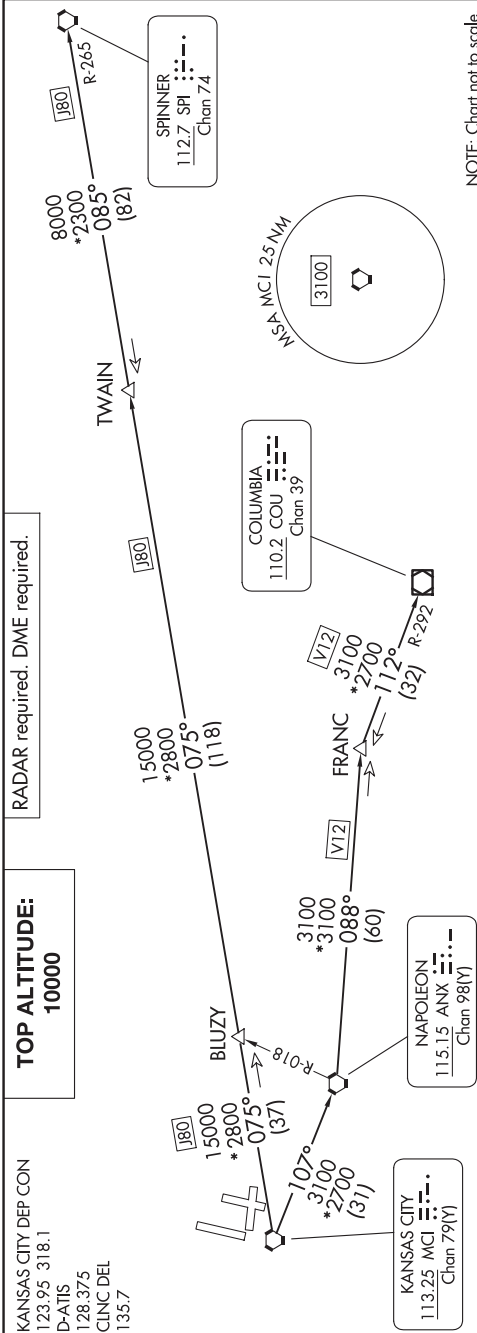 KANSAS CITY DEP CON
123.95 318.1
D-ATIS
128.375
CLNC DEL
135.7
TOP ALTITUDE:
10000
RADAR required. DME required.
J80
15000
*2800
075°
(37)
BLUZY
15000
*2800
075°
(118)
J80
TWAIN
8000
*2300
085°
(82)
J80
R-265
SPINNER
112.7 SPI
Chan 74
107°
3100
*2700
(31)
R-018
3100
*3100
088°
(60)
V12
FRANC
V12
3100
*2700
112°
(32)
R-292
COLUMBIA
110.2 COU
Chan 39
MSA MCI 25 NM
3100
KANSAS CITY
113.25 MCI
Chan 79(Y)
NAPOLEON
115.15 ANX
Chan 98(Y)
NOTE: Chart not to scale